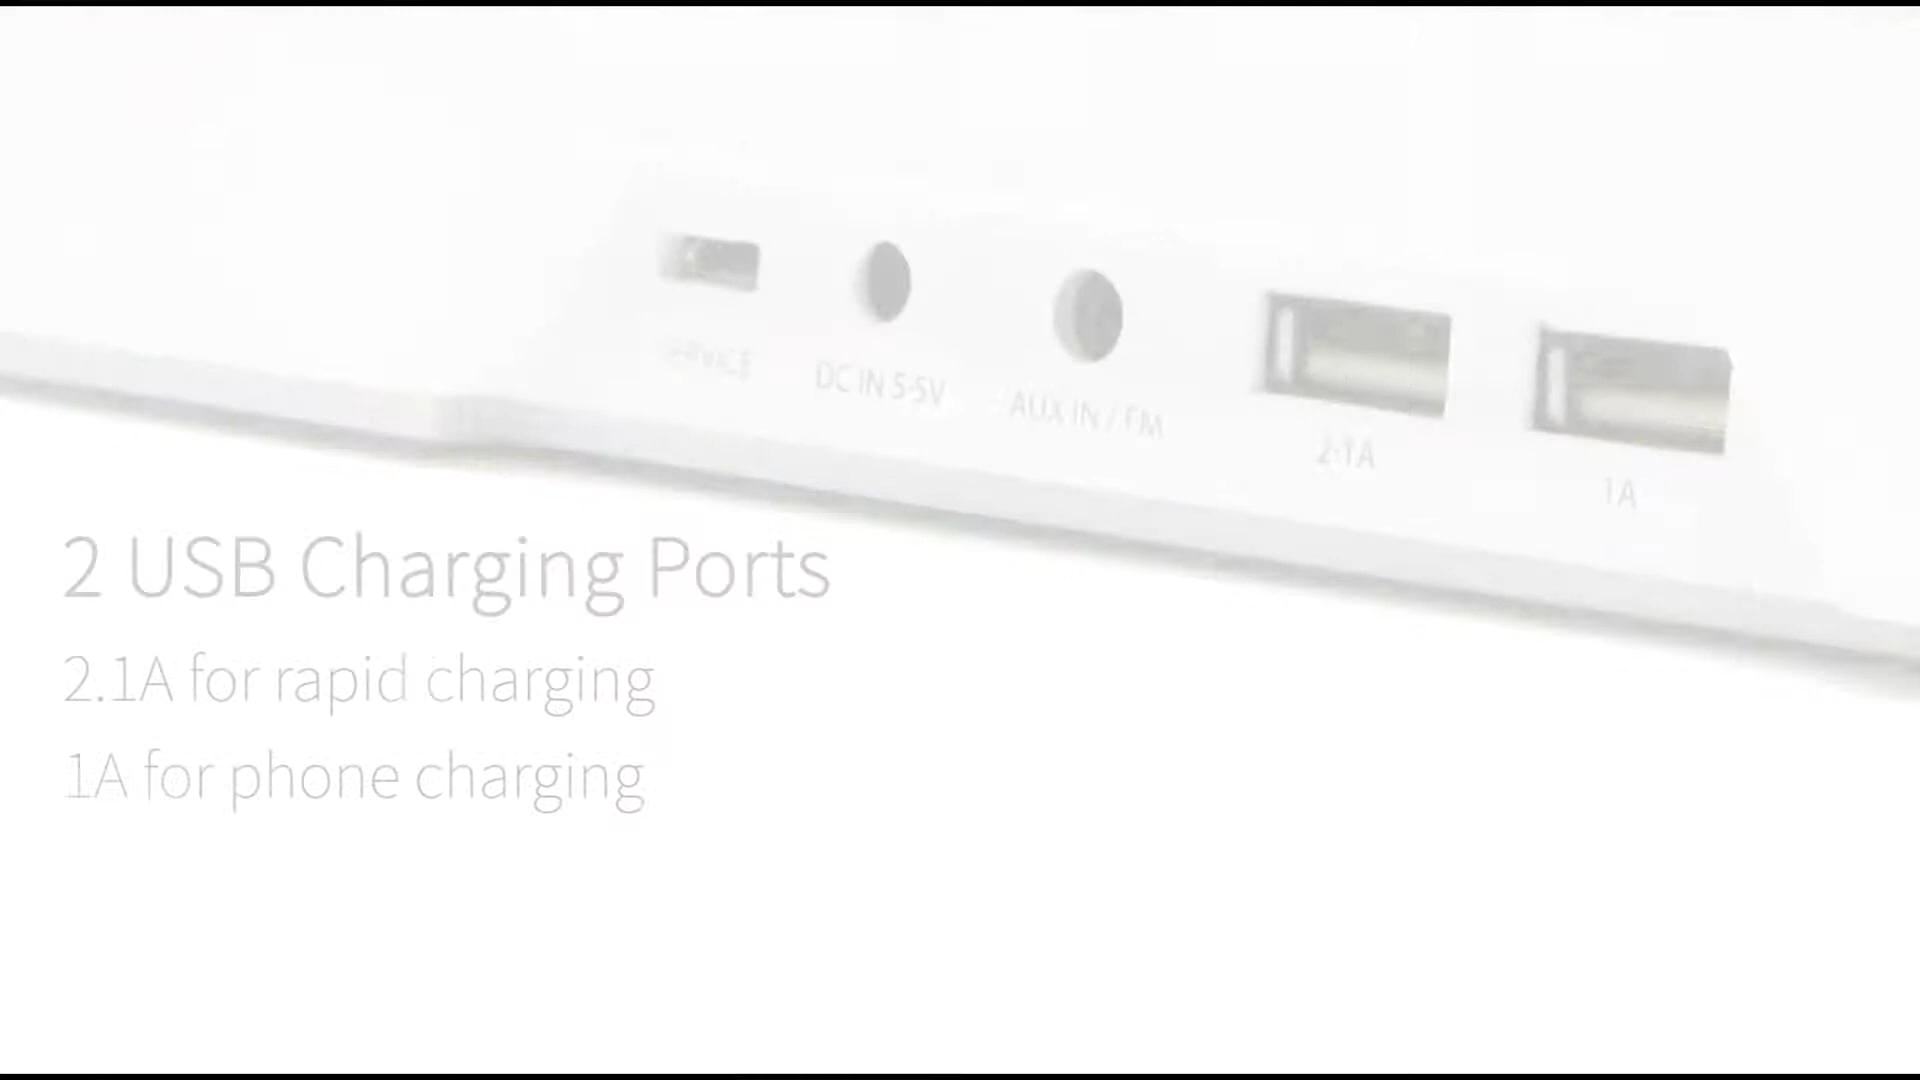 SERVICE
DC IN 5.5V
AUX IN / FM
2.1A
1A
2 USB Charging Ports
2.1A for rapid charging
1A for phone charging